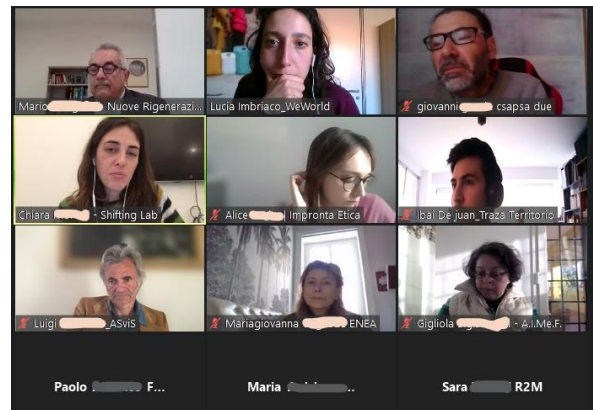 Mario Nuove Rigenerazi...
Lucia Imbriaco_WeWorld
giovanni csapsa due
Chiara - Shifting Lab
Alice Impronta Etica
Ibai De juan_Traza Territorio
Luigi _ASviS
Mariagiovanna ENEA
Gigliola - A.I.Me.F.
Paolo F...
Maria ..
Sara R2M